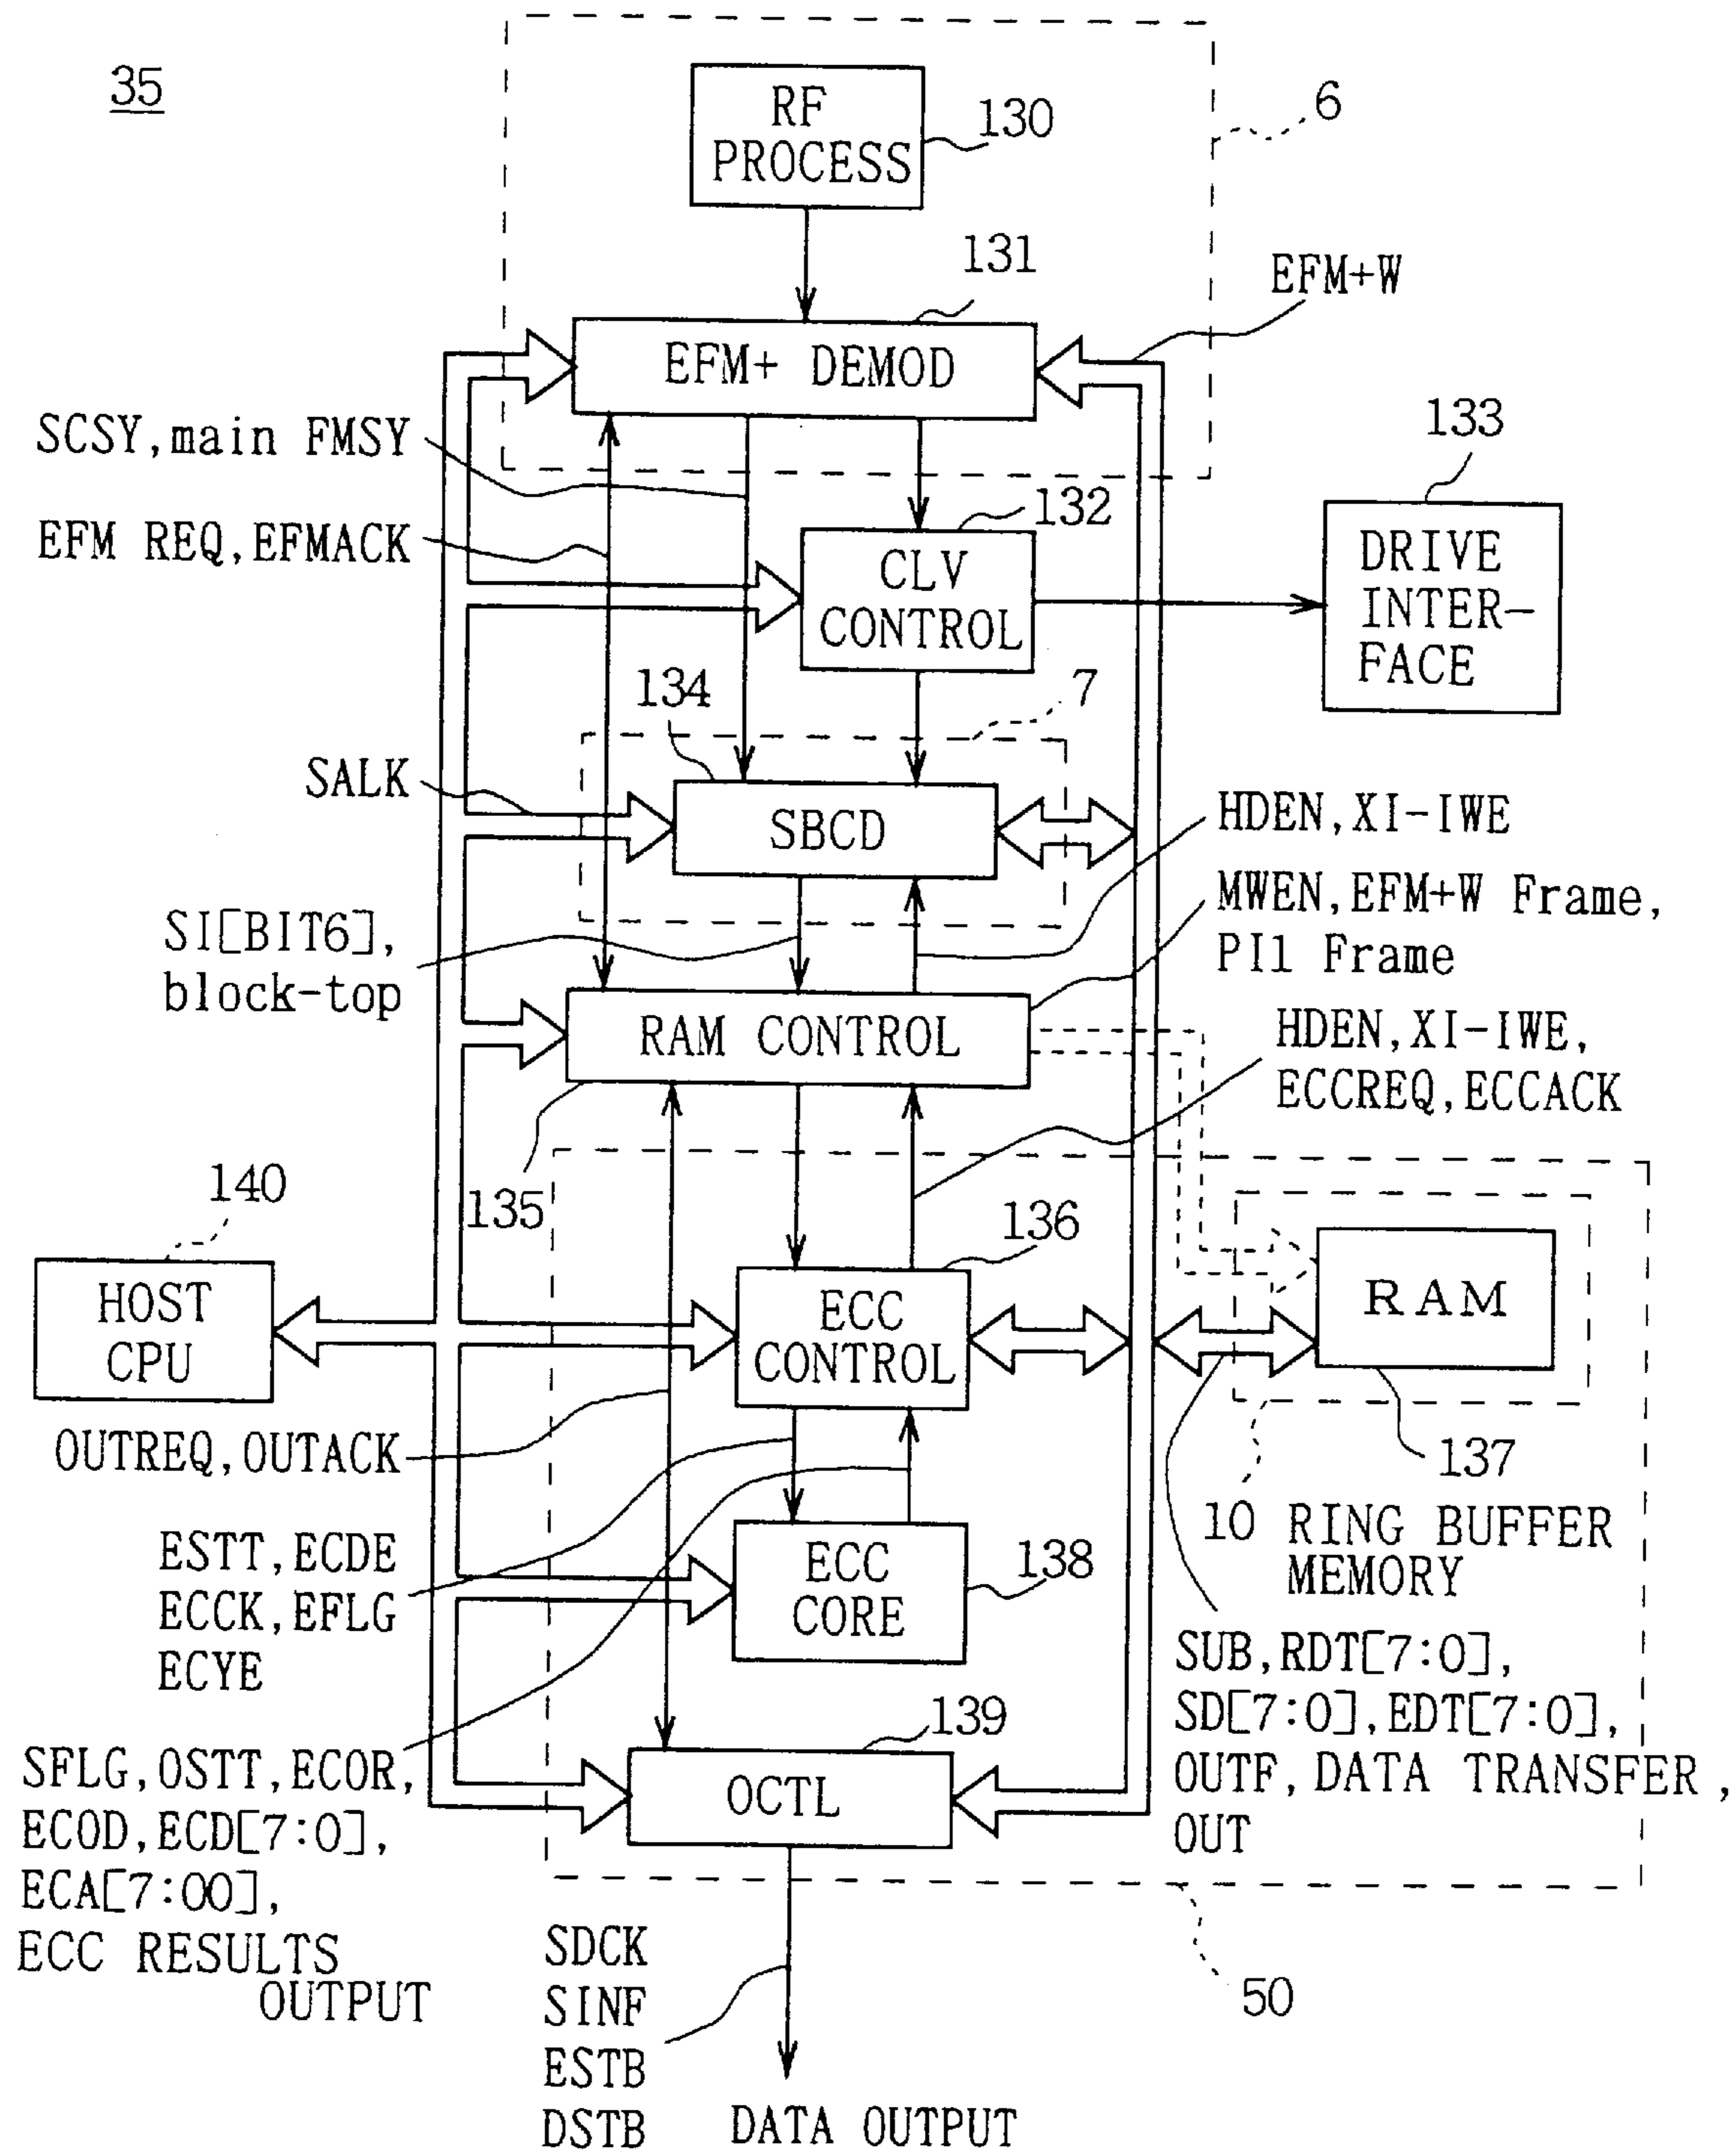 35
RF
PROCESS
130
6
131
EFM+W
EFM+ DEMOD
SCSY,main FMSY
133
132
EFM REQ,EFMACK
CLV
CONTROL
DRIVE
INTER-
FACE
134
7
SALK
SBCD
HDEN,XI-IWE
MWEN,EFM+W Frame,
PI1 Frame
SI[BIT6],
block-top
RAM CONTROL
HDEN,XI-IWE,
ECCREQ,ECCACK
140
135
136
HOST
CPU
ECC
CONTROL
RAM
OUTREQ,OUTACK
137
10 RING BUFFER
MEMORY
ESTT,ECDE
ECCK,EFLG
ECYE
ECC
CORE
138
SUB,RDT[7:0],
SD[7:0],EDT[7:0],
OUTF,DATA TRANSFER,
OUT
139
SFLG,OSTT,ECOR,
ECOD,ECD[7:0],
ECA[7:00],
ECC RESULTS
OUTPUT
OCTL
SDCK
SINF
ESTB
DSTB
50
DATA OUTPUT